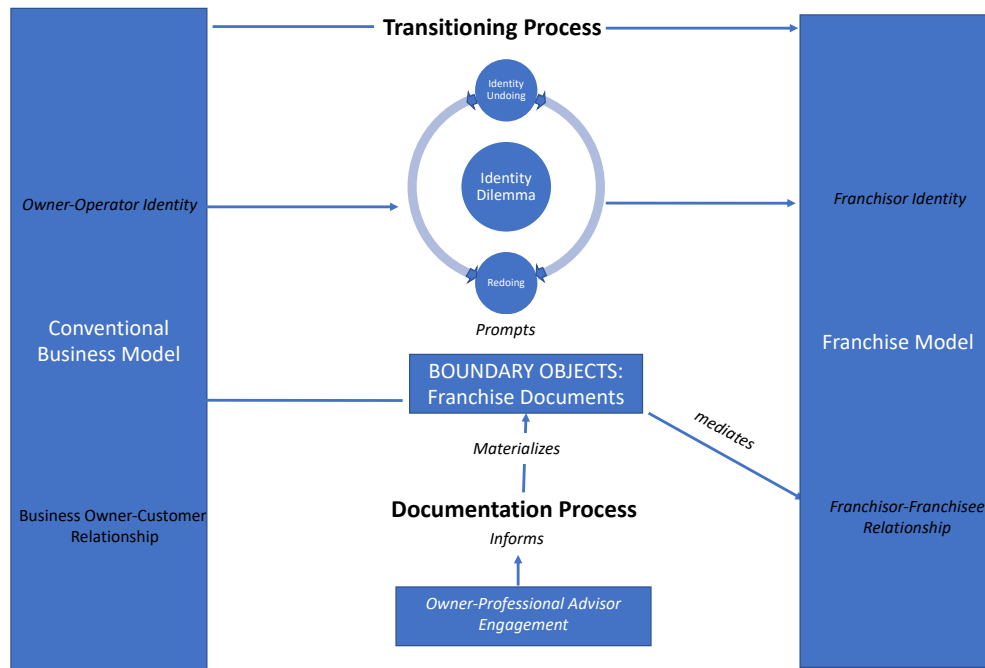 Transitioning Process
Identity
Undoing
Identity
Dilemma
Owner-Operator Identity
Franchisor Identity
Redoing
Prompts
Conventional
Business Model
Franchise Model
BOUNDARY OBJECTS:
Franchise Documents
mediates
Materializes
Documentation Process
Business Owner-Customer
Relationship
Franchisor-Franchisee
Relationship
Informs
Owner-Professional Advisor
Engagement